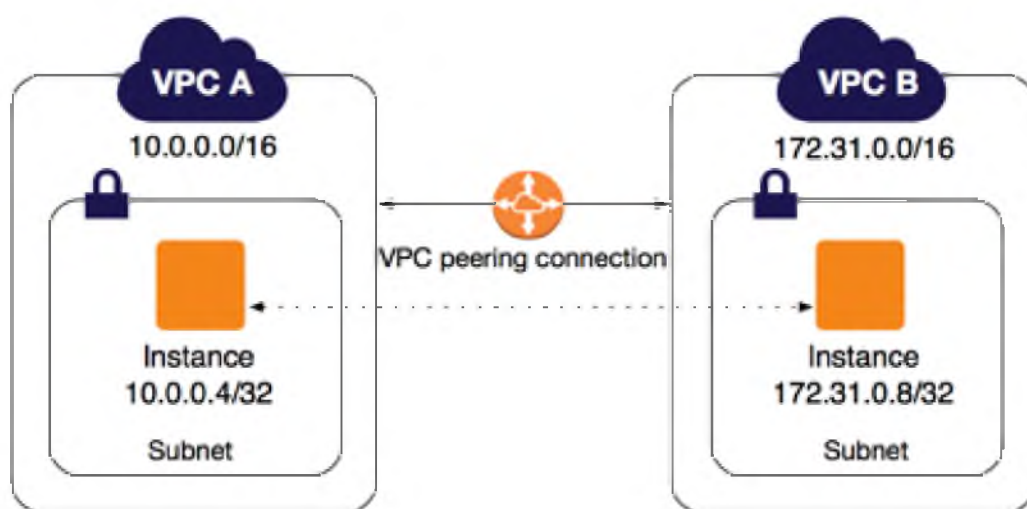 VPC A
10.0.0.0/16
VPC B
172.31.0.0/16
VPC peering connection
Instance
10.0.0.4/32
Subnet
Instance
172.31.0.8/32
Subnet